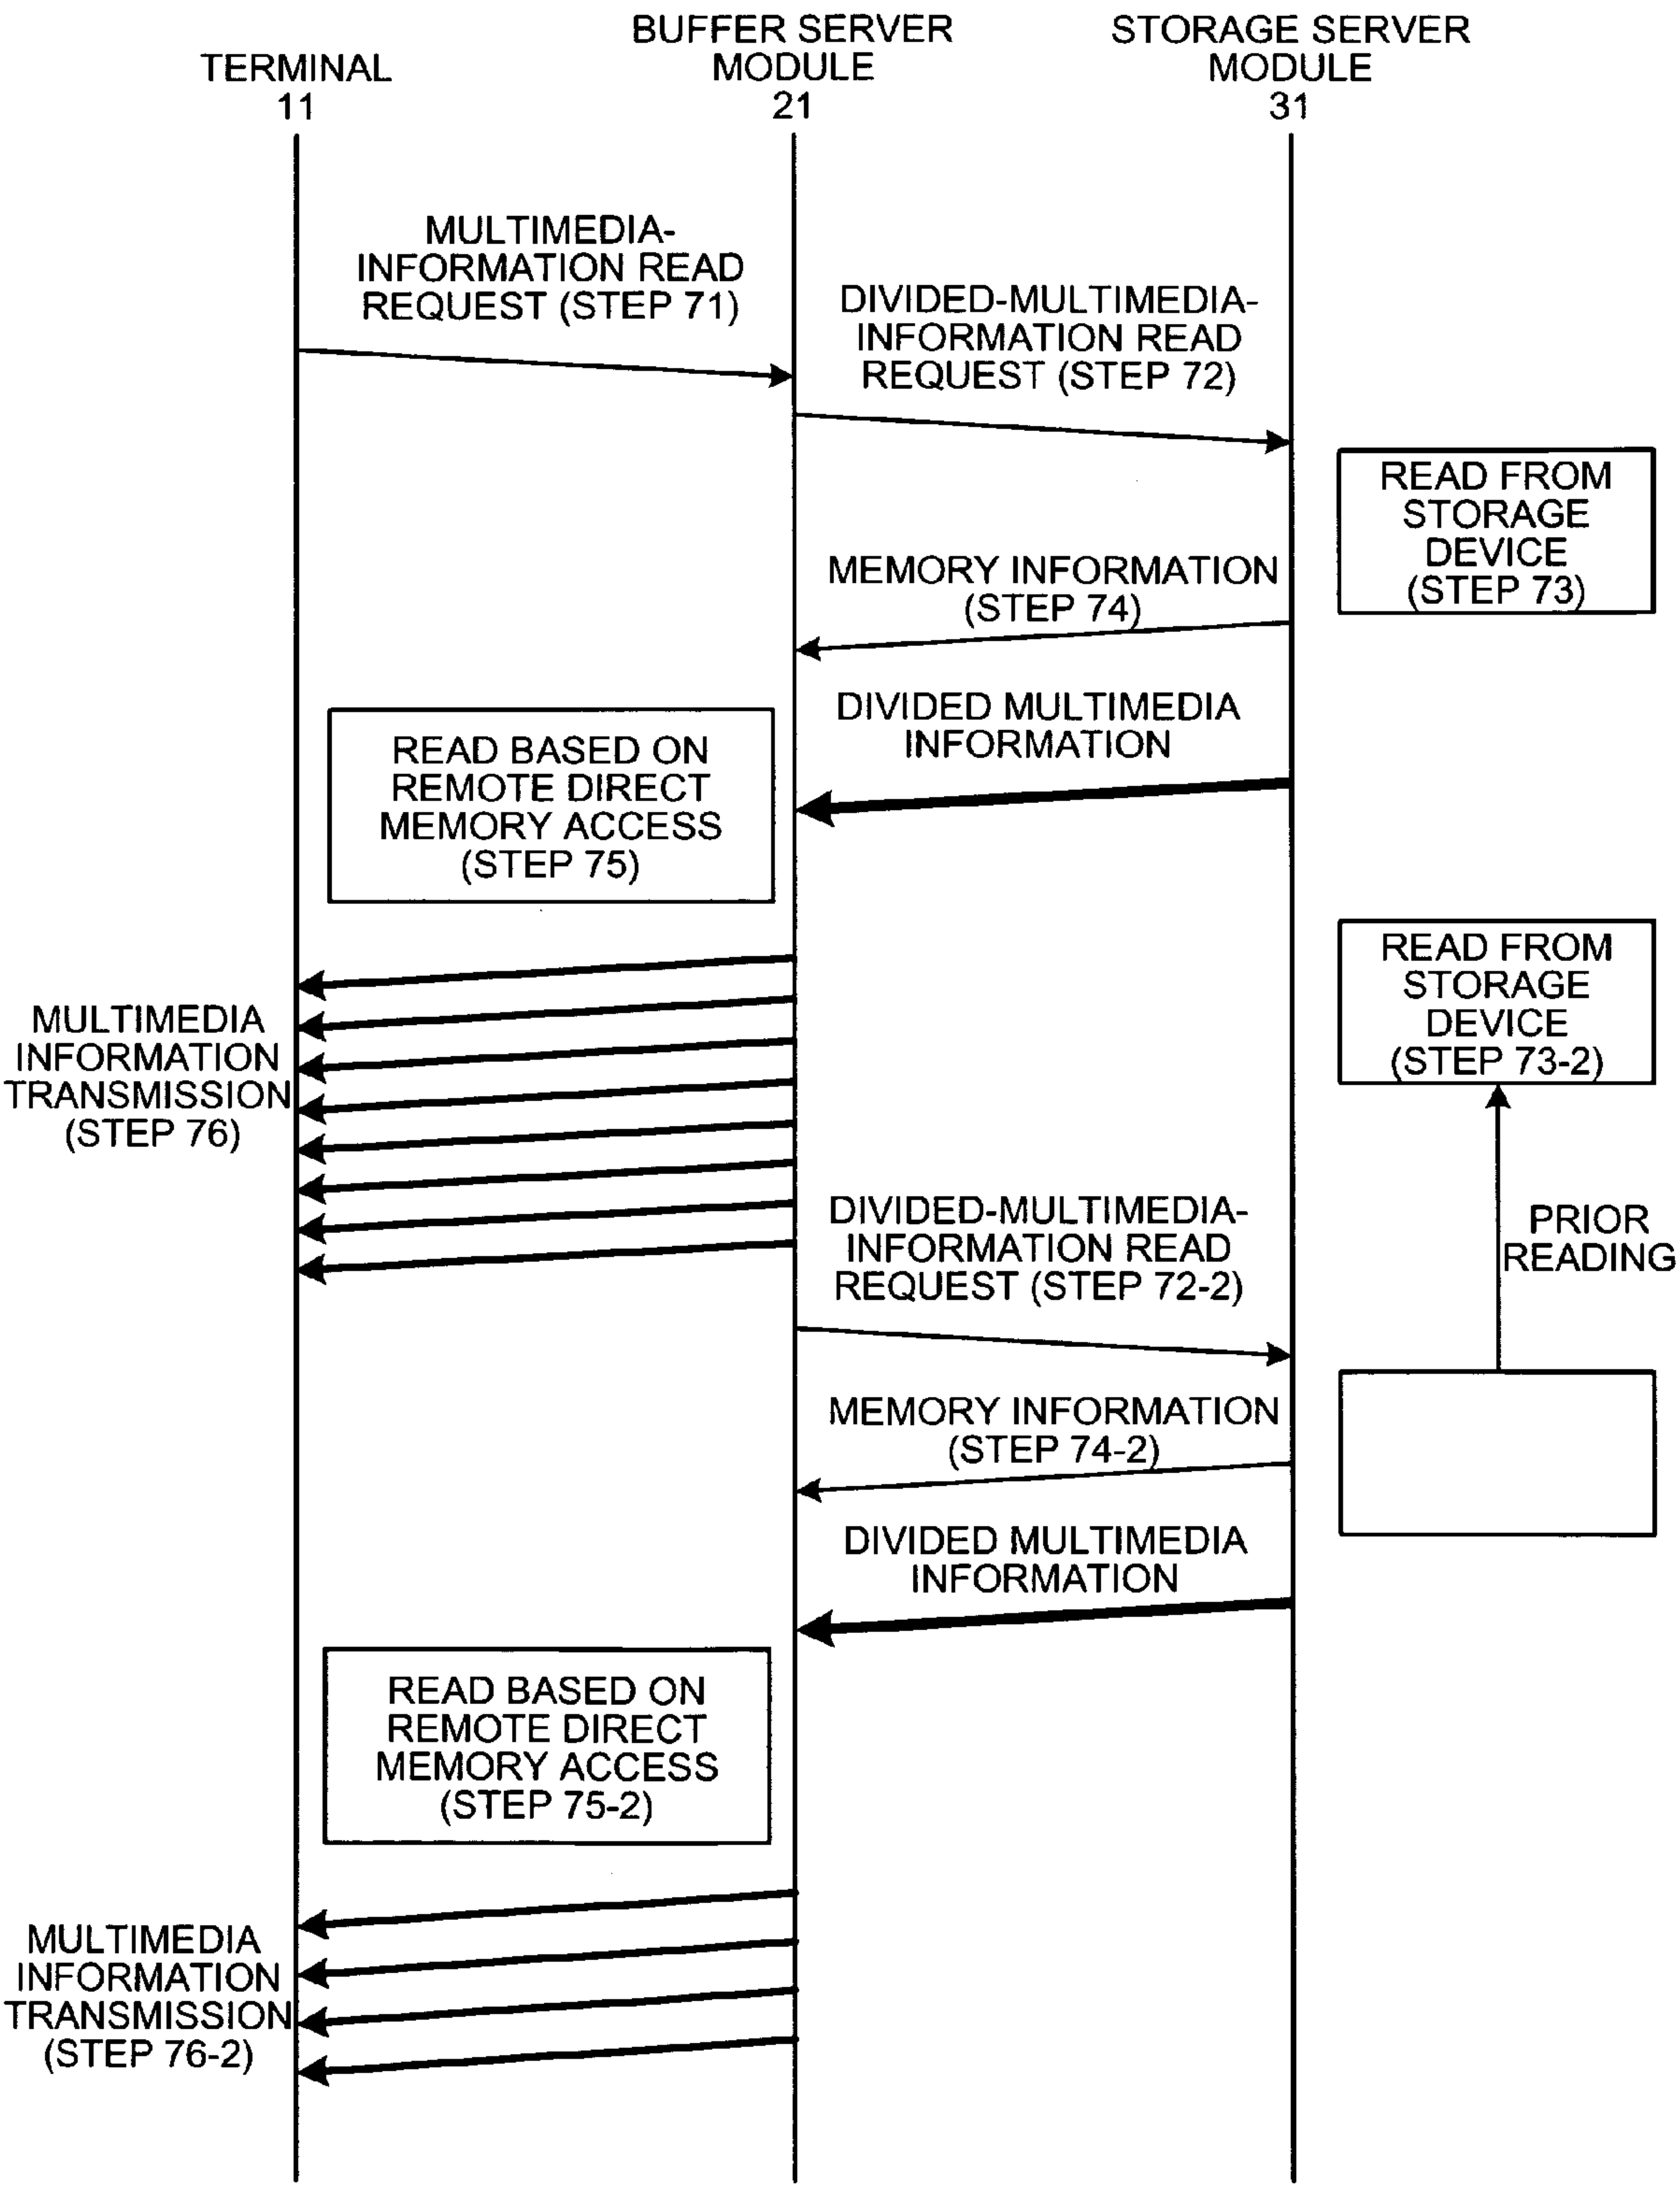 TERMINAL
11
BUFFER SERVER
MODULE
21
STORAGE SERVER
MODULE
31
MULTIMEDIA-
INFORMATION READ
REQUEST (STEP 71)
DIVIDED-MULTIMEDIA-
INFORMATION READ
REQUEST (STEP 72)
READ FROM
STORAGE
DEVICE
(STEP 73)
MEMORY INFORMATION
(STEP 74)
DIVIDED MULTIMEDIA
INFORMATION
READ BASED ON
REMOTE DIRECT
MEMORY ACCESS
(STEP 75)
READ FROM
STORAGE
DEVICE
(STEP 73-2)
MULTIMEDIA
INFORMATION
TRANSMISSION
(STEP 76)
PRIOR
READING
DIVIDED-MULTIMEDIA-
INFORMATION READ
REQUEST (STEP 72-2)
MEMORY INFORMATION
(STEP 74-2)
DIVIDED MULTIMEDIA
INFORMATION
READ BASED ON
REMOTE DIRECT
MEMORY ACCESS
(STEP 75-2)
MULTIMEDIA
INFORMATION
TRANSMISSION
(STEP 76-2)